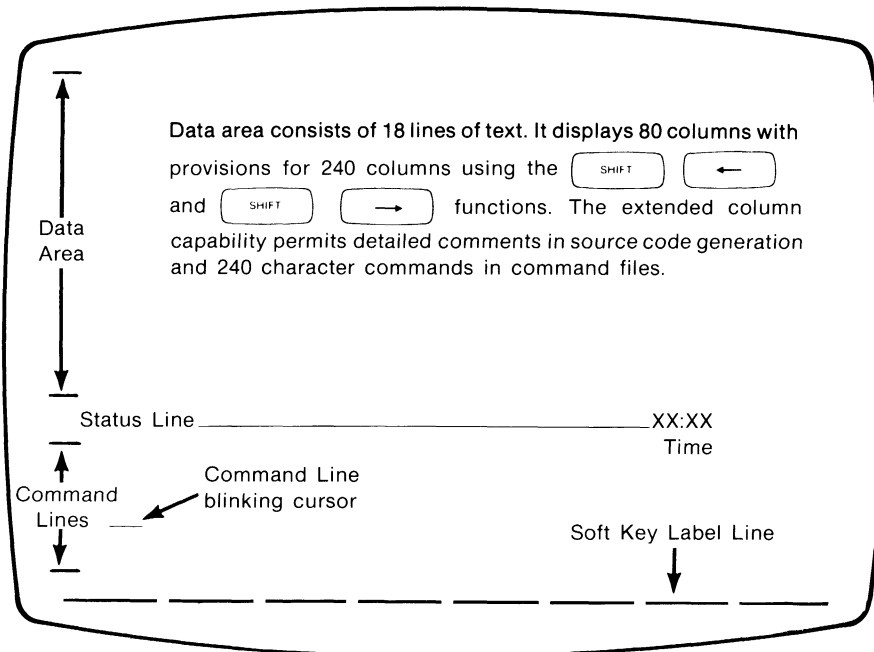 Data area consists of 18 lines of text. It displays 80 columns with
provisions for 240 columns using the SHIFT ←
and SHIFT → functions. The extended column
capability permits detailed comments in source code generation
and 240 character commands in command files.
Data
Area
Status Line XX:XX
Time
Command Line
blinking cursor
Command
Lines
Soft Key Label Line